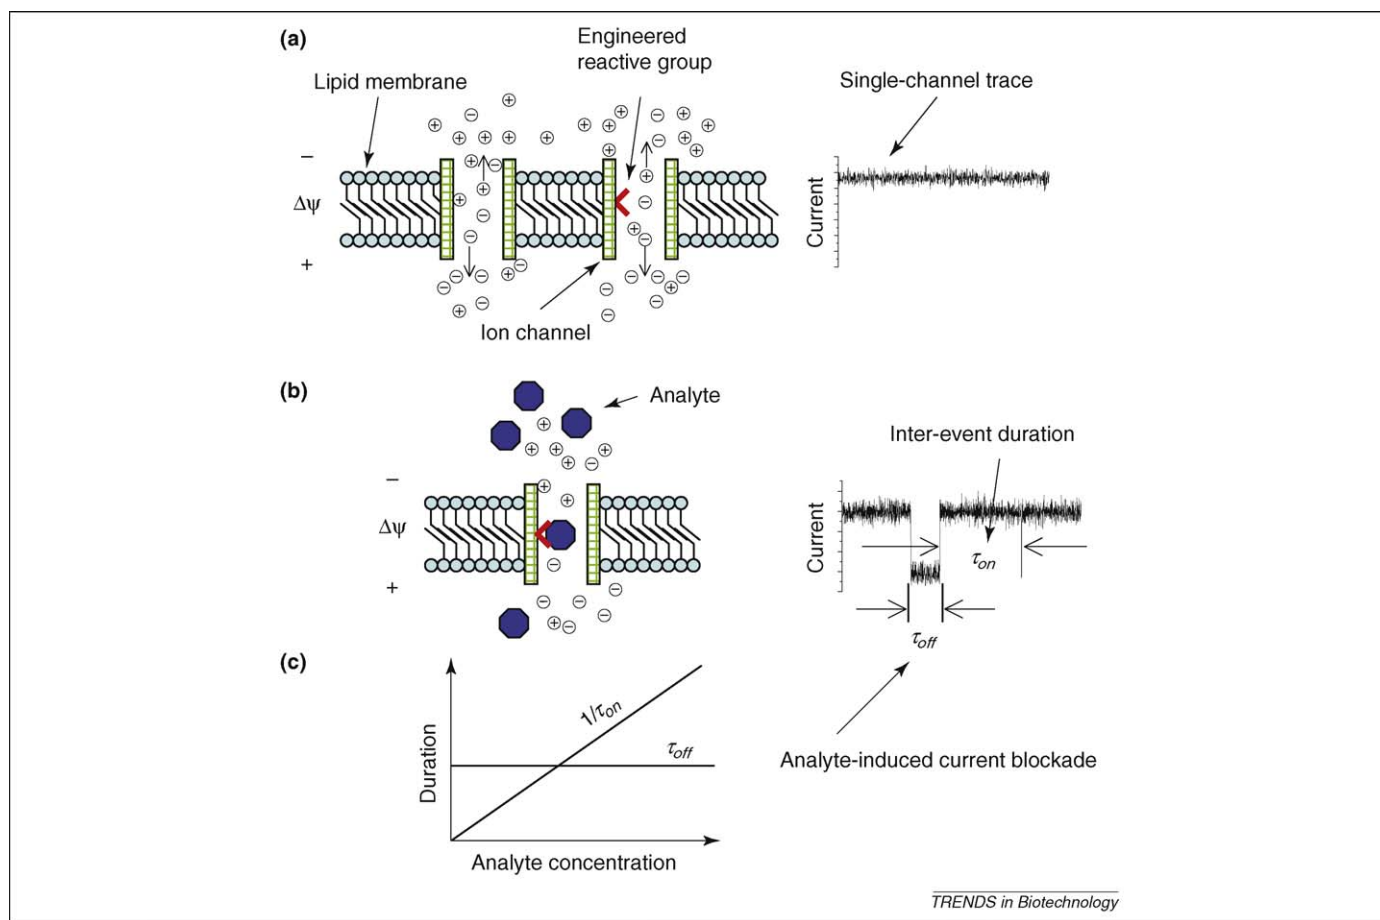 (a)
Engineered
reactive group
Lipid membrane
Single-channel trace
−
Δψ
+
Current
Ion channel
(b)
Analyte
Inter-event duration
−
Δψ
+
Current
τon
τoff
(c)
1/τon
τoff
Duration
Analyte concentration
Analyte-induced current blockade
TRENDS in Biotechnology